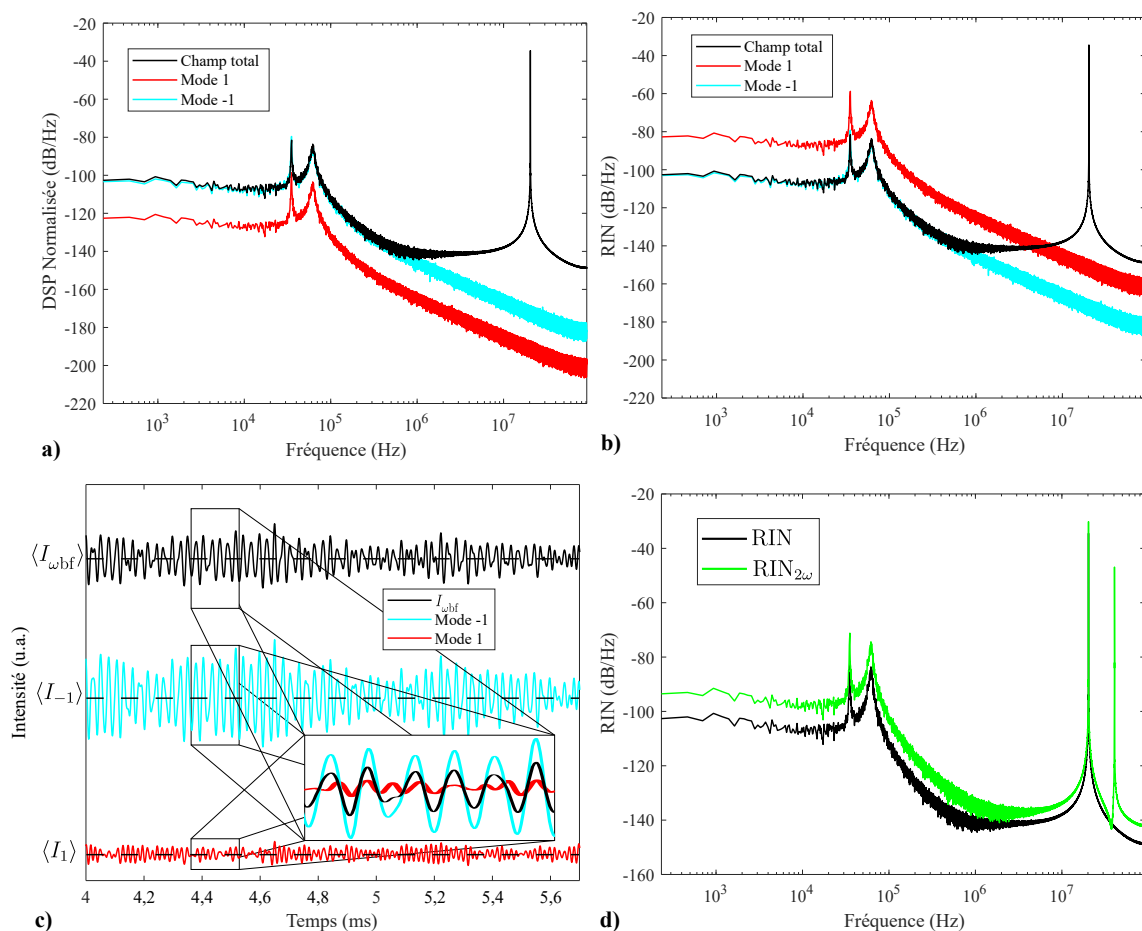 -20
-40
-60
-80
-100
-120
-140
-160
-180
-200
-220
DSP Normalisée (dB/Hz)
Champ total
Mode 1
Mode -1
10³ 10⁴ 10⁵ 10⁶ 10⁷
Fréquence (Hz)
a)
-20
-40
-60
-80
-100
-120
-140
-160
-180
-200
-220
RIN (dB/Hz)
Champ total
Mode 1
Mode -1
10³ 10⁴ 10⁵ 10⁶ 10⁷
Fréquence (Hz)
b)
Intensité (u.a.)
⟨I_ωbf⟩
⟨I₋₁⟩
⟨I₁⟩
I_ωbf
Mode -1
Mode 1
4 4,2 4,4 4,6 4,8 5 5,2 5,4 5,6
Temps (ms)
c)
-20
-40
-60
-80
-100
-120
-140
-160
RIN (dB/Hz)
RIN
RIN₂ω
10³ 10⁴ 10⁵ 10⁶ 10⁷
Fréquence (Hz)
d)